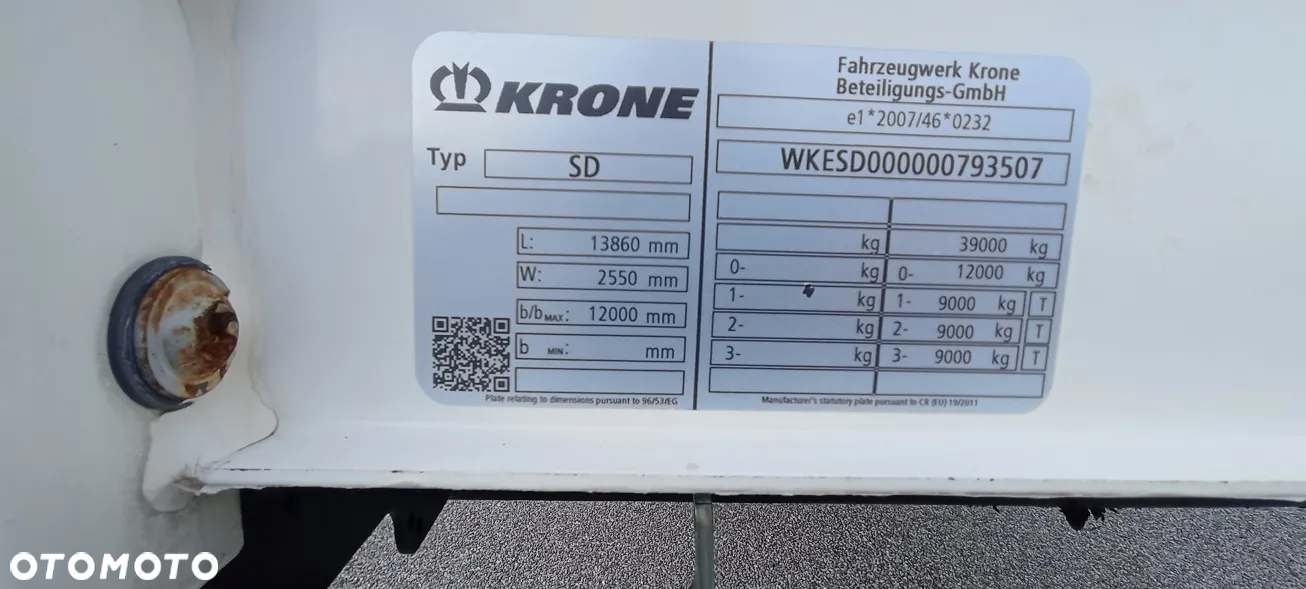 KRONE
Typ SD
L: 13860 mm
W: 2550 mm
b/bMAX: 12000 mm
b MIN: mm
Plate relating to dimensions pursuant to 96/53/EG
Fahrzeugwerk Krone
Beteiligungs-GmbH
e1*2007/46*0232
WKESD000000793507
kg 39000 kg
0- kg 0- 12000 kg
1- kg 1- 9000 kg T
2- kg 2- 9000 kg T
3- kg 3- 9000 kg T
Manufacturer's statutory plate pursuant to CR (EU) 19/2011
OTOMOTO